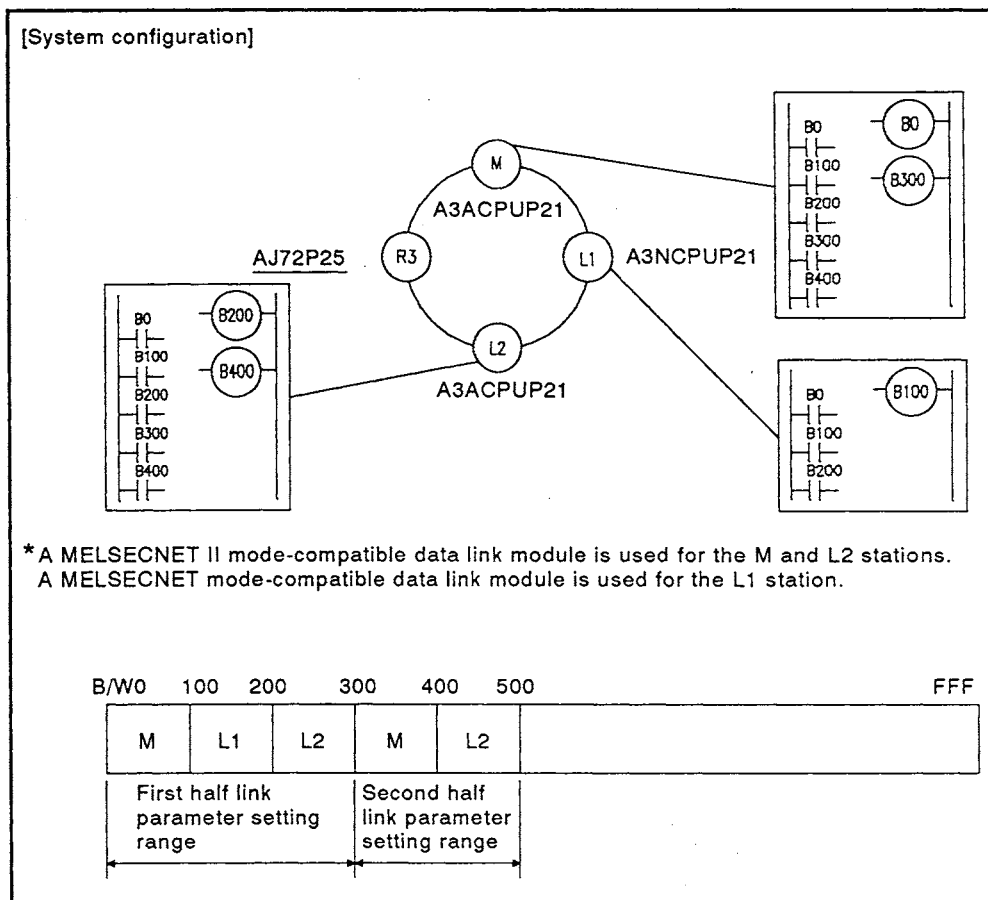 [System configuration]
M
A3ACPUP21
AJ72P25
R3
L1
A3NCPUP21
L2
A3ACPUP21
B0
B0
B100
B300
B200
B300
B400
B0
B200
B100
B400
B200
B300
B400
B0
B100
B100
B200
*A MELSECNET II mode-compatible data link module is used for the M and L2 stations.
A MELSECNET mode-compatible data link module is used for the L1 station.
B/W0 100 200 300 400 500 FFF
M L1 L2 M L2
First half link
parameter setting
range
Second half
link parameter
setting range